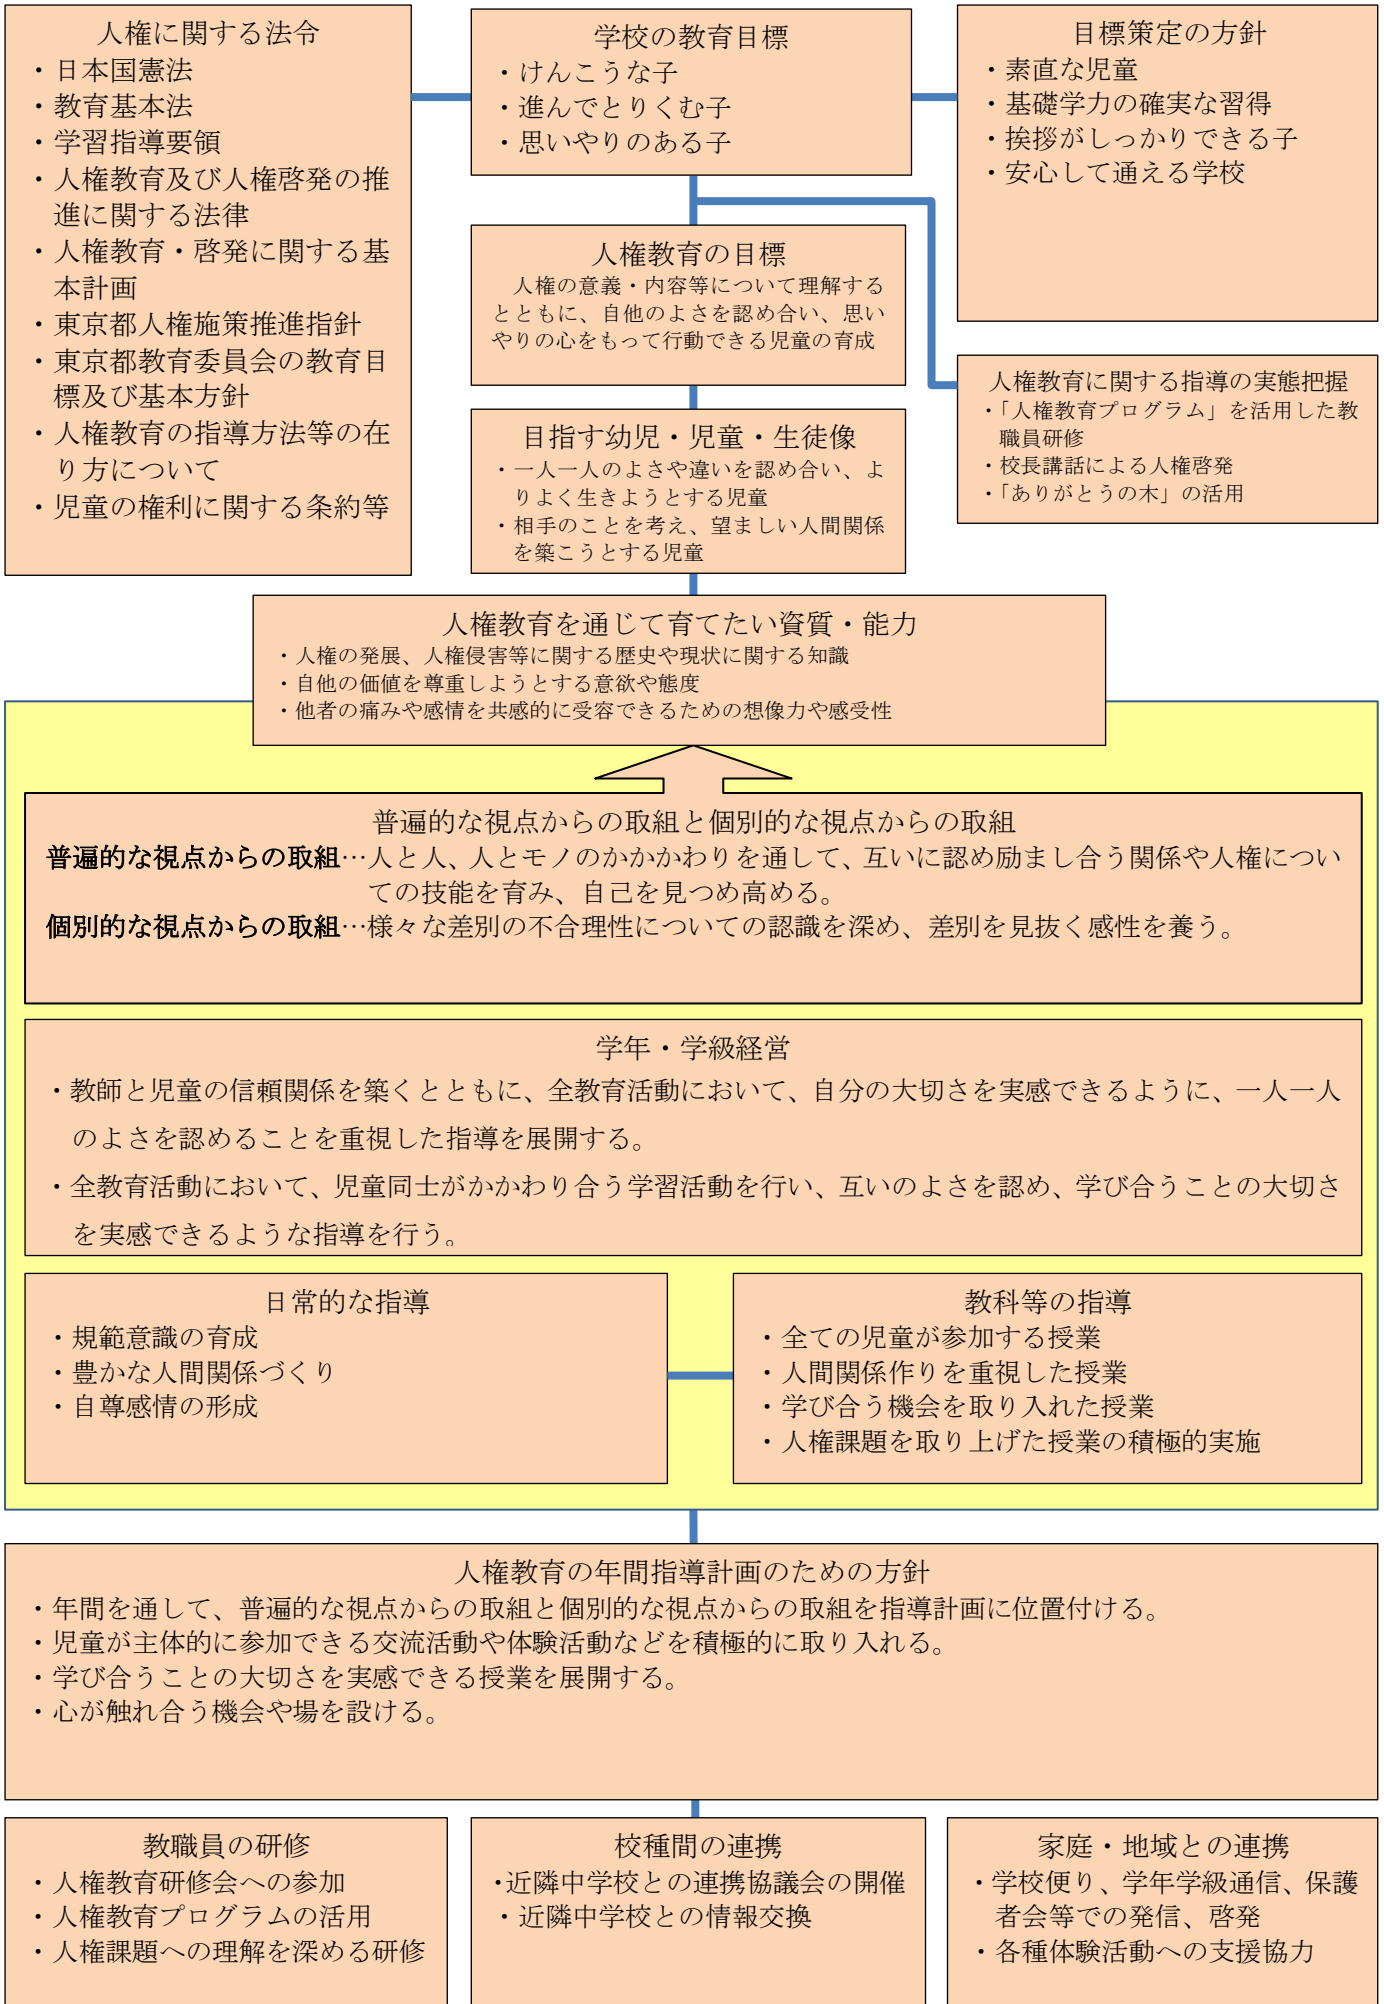 人権に関する法令
・日本国憲法
・教育基本法
・学習指導要領
・人権教育及び人権啓発の推
進に関する法律
・人権教育・啓発に関する基
本計画
・東京都人権施策推進指針
・東京都教育委員会の教育目
標及び基本方針
・人権教育の指導方法等の在
り方について
・児童の権利に関する条約等
学校の教育目標
・けんこうな子
・進んでとりくむ子
・思いやりのある子
目標策定の方針
・素直な児童
・基礎学力の確実な習得
・挨拶がしっかりできる子
・安心して通える学校
人権教育の目標
人権の意義・内容等について理解する
とともに、自他のよさを認め合い、思い
やりの心をもって行動できる児童の育成
人権教育に関する指導の実態把握
・「人権教育プログラム」を活用した教
職員研修
・校長講話による人権啓発
・「ありがとうの木」の活用
目指す幼児・児童・生徒像
・一人一人のよさや違いを認め合い、よ
りよく生きようとする児童
・相手のことを考え、望ましい人間関係
を築こうとする児童
人権教育を通じて育てたい資質・能力
・人権の発展、人権侵害等に関する歴史や現状に関する知識
・自他の価値を尊重しようとする意欲や態度
・他者の痛みや感情を共感的に受容できるための想像力や感受性
普遍的な視点からの取組と個別的な視点からの取組
普遍的な視点からの取組…人と人、人とモノのかかかわりを通して、互いに認め励まし合う関係や人権につい
ての技能を育み、自己を見つめ高める。
個別的な視点からの取組…様々な差別の不合理性についての認識を深め、差別を見抜く感性を養う。
学年・学級経営
・教師と児童の信頼関係を築くとともに、全教育活動において、自分の大切さを実感できるように、一人一人
のよさを認めることを重視した指導を展開する。
・全教育活動において、児童同士がかかわり合う学習活動を行い、互いのよさを認め、学び合うことの大切さ
を実感できるような指導を行う。
日常的な指導
・規範意識の育成
・豊かな人間関係づくり
・自尊感情の形成
教科等の指導
・全ての児童が参加する授業
・人間関係作りを重視した授業
・学び合う機会を取り入れた授業
・人権課題を取り上げた授業の積極的実施
人権教育の年間指導計画のための方針
・年間を通して、普遍的な視点からの取組と個別的な視点からの取組を指導計画に位置付ける。
・児童が主体的に参加できる交流活動や体験活動などを積極的に取り入れる。
・学び合うことの大切さを実感できる授業を展開する。
・心が触れ合う機会や場を設ける。
教職員の研修
・人権教育研修会への参加
・人権教育プログラムの活用
・人権課題への理解を深める研修
校種間の連携
・近隣中学校との連携協議会の開催
・近隣中学校との情報交換
家庭・地域との連携
・学校便り、学年学級通信、保護
者会等での発信、啓発
・各種体験活動への支援協力